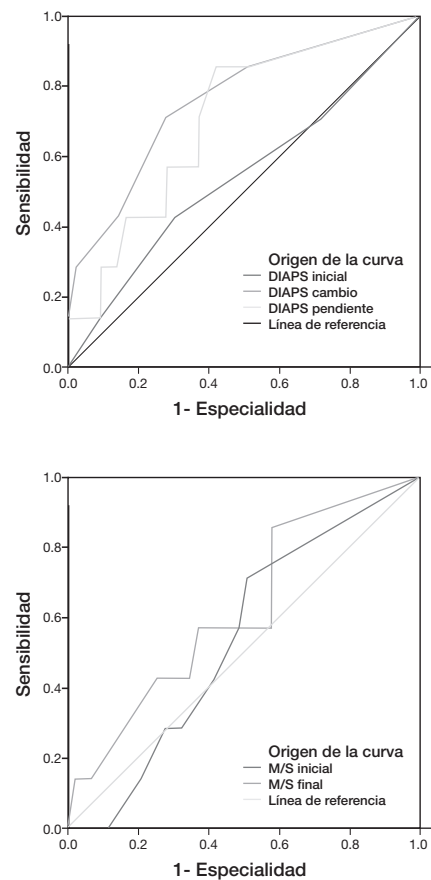 1.0
0.8
0.6
0.4
0.2
0.0
Sensibilidad
Origen de la curva
DIAPS inicial
DIAPS cambio
DIAPS pendiente
Línea de referencia
0.0 0.2 0.4 0.6 0.8 1.0
1- Especialidad
1.0
0.8
0.6
0.4
0.2
0.0
Sensibilidad
Origen de la curva
M/S inicial
M/S final
Línea de referencia
0.0 0.2 0.4 0.6 0.8 1.0
1- Especialidad